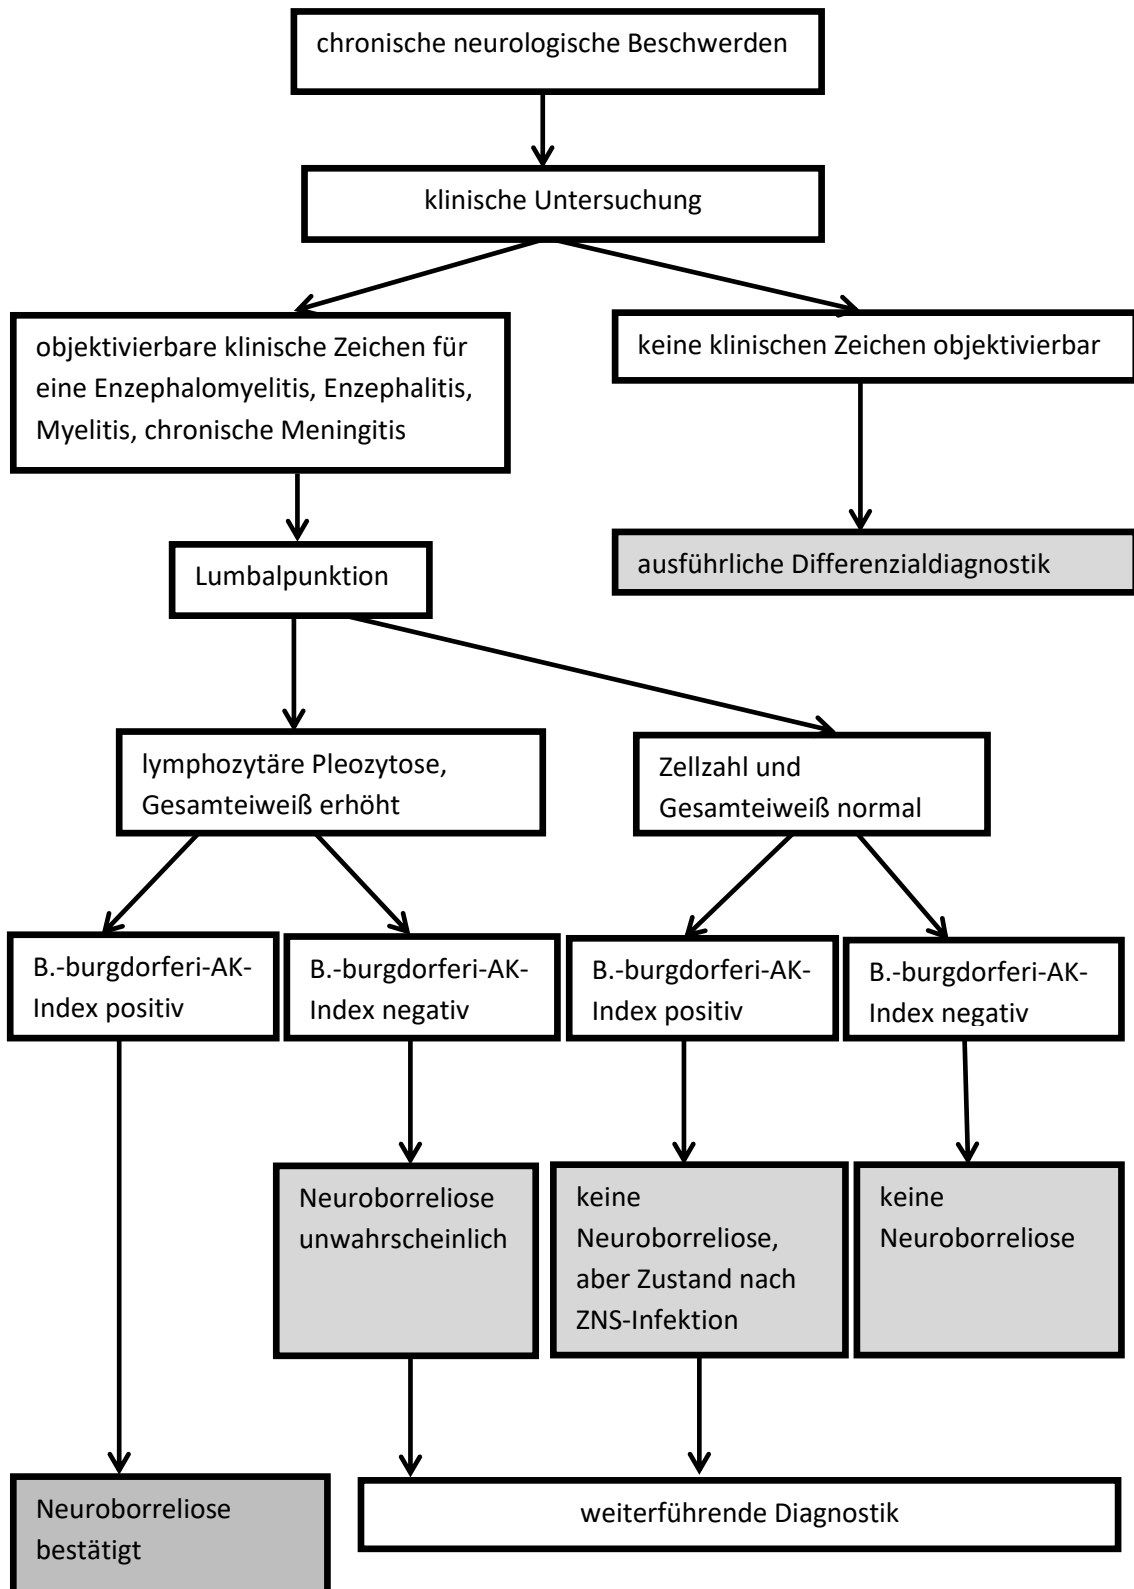 chronische neurologische Beschwerden
klinische Untersuchung
objektivierbare klinische Zeichen für
eine Enzephalomyelitis, Enzephalitis,
Myelitis, chronische Meningitis
keine klinischen Zeichen objektivierbar
ausführliche Differenzialdiagnostik
Lumbalpunktion
lymphozytäre Pleozytose,
Gesamteiweiß erhöht
Zellzahl und
Gesamteiweiß normal
B.-burgdorferi-AK-
Index positiv
B.-burgdorferi-AK-
Index negativ
B.-burgdorferi-AK-
Index positiv
B.-burgdorferi-AK-
Index negativ
Neuroborreliose
unwahrscheinlich
keine
Neuroborreliose,
aber Zustand nach
ZNS-Infektion
keine
Neuroborreliose
Neuroborreliose
bestätigt
weiterführende Diagnostik